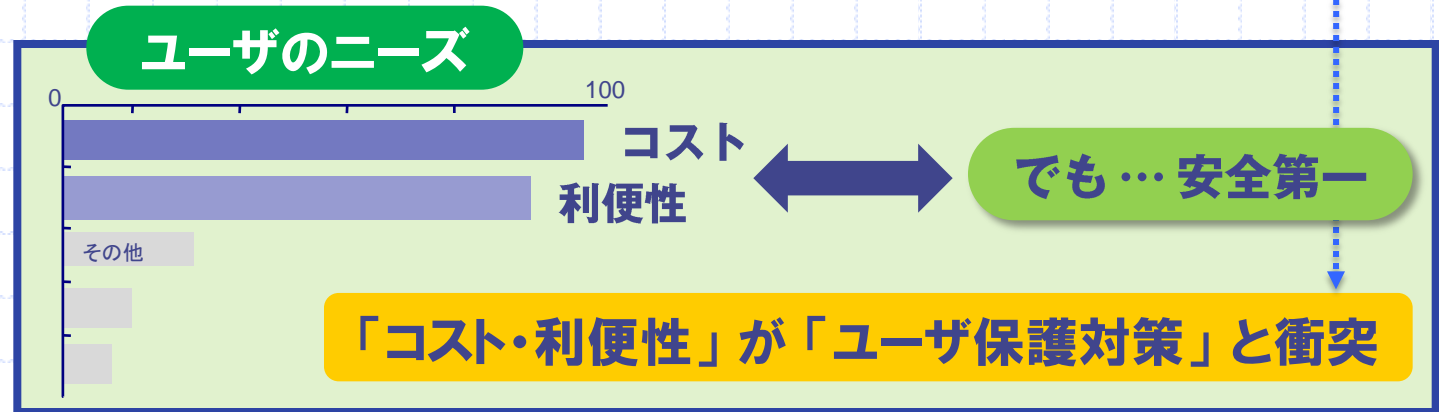 ユーザのニーズ
0
100
コスト
利便性
その他
でも … 安全第一
「コスト・利便性」が「ユーザ保護対策」と衝突